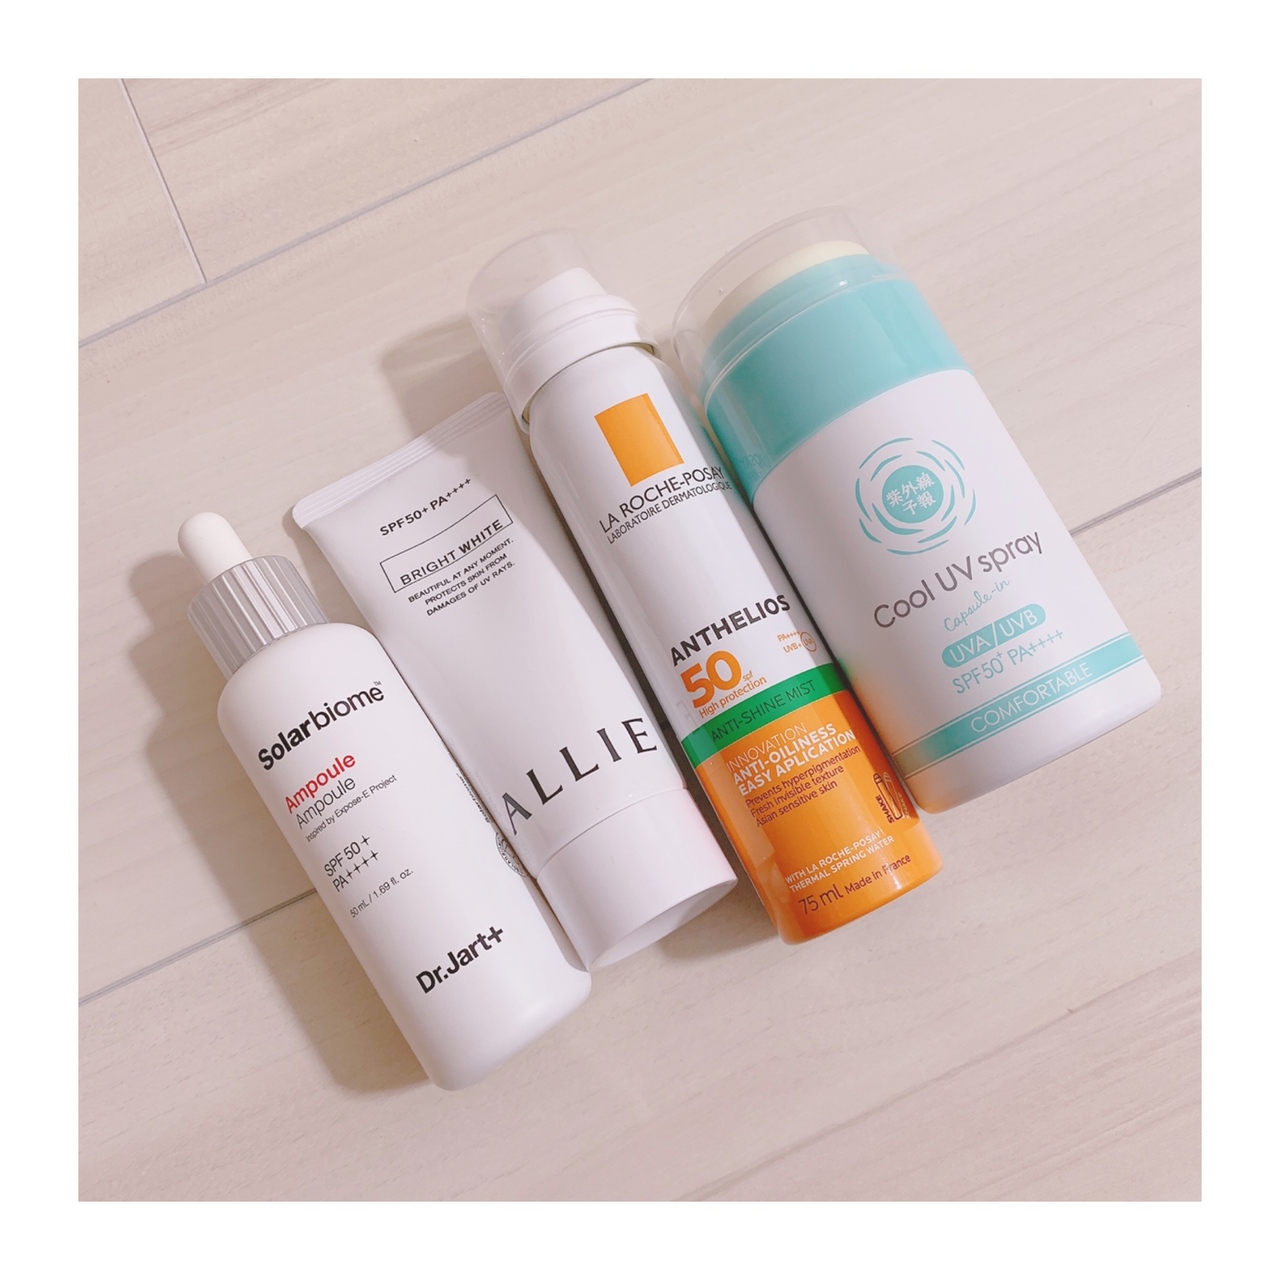 Solarbiome™
Ampoule
Ampoule
Inspired by Expose-E Project
SPF 50+
PA++++
50 mL / 1.69 fl. oz.
Dr.Jart+
SPF50+ PA++++
BRIGHT WHITE
BEAUTIFUL AT ANY MOMENT.
PROTECTS SKIN FROM
DAMAGES OF UV RAYS.
ALLIE
LA ROCHE-POSAY
LABORATOIRE DERMATOLOGIQUE
ANTHELIOS
50 spf
High protection
PA++++
UVB+
ANTI-SHINE MIST
INNOVATION
ANTI-OILINESS
EASY APLICATION
Prevents hyperpigmentation
Fresh invisible texture
Asian sensitive skin
SHAKE
WITH LA ROCHE-POSAY
THERMAL SPRING WATER
75 ml Made in France
紫外線
予報
Cool UV spray
Capsule-in
UVA/UVB
SPF50+ PA++++
COMFORTABLE